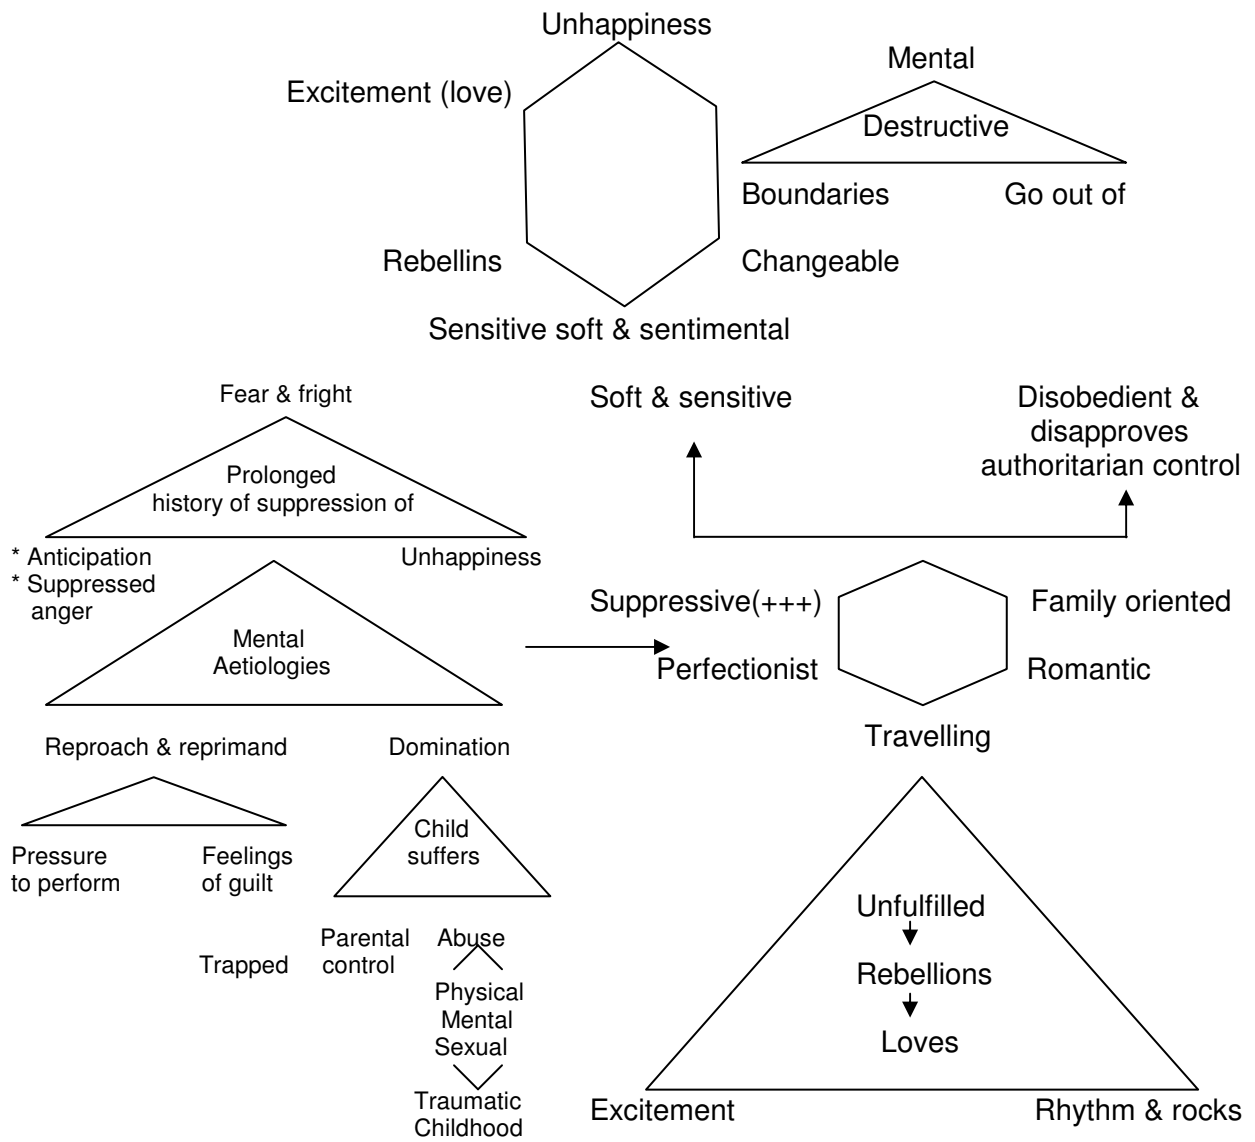 Unhappiness
Mental
Excitement (love)
Destructive
Boundaries
Go out of
Rebellins
Changeable
Sensitive soft & sentimental
Fear & fright
Prolonged
history of suppression of
* Anticipation
* Suppressed
anger
Unhappiness
Mental
Aetiologies
Reproach & reprimand
Domination
Pressure
to perform
Feelings
of guilt
Child
suffers
Trapped
Parental
control
Abuse
Physical
Mental
Sexual
Traumatic
Childhood
Soft & sensitive
Disobedient &
disapproves
authoritarian control
Suppressive(+++)
Family oriented
Perfectionist
Romantic
Travelling
Unfulfilled
Rebellions
Loves
Excitement
Rhythm & rocks